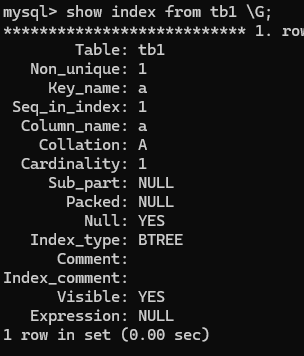 mysql> show index from tb1 \G;
*************************** 1. row
        Table: tb1
   Non_unique: 1
     Key_name: a
 Seq_in_index: 1
  Column_name: a
    Collation: A
  Cardinality: 1
     Sub_part: NULL
       Packed: NULL
         Null: YES
   Index_type: BTREE
      Comment:
Index_comment:
      Visible: YES
   Expression: NULL
1 row in set (0.00 sec)